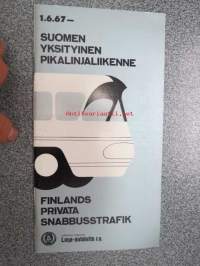 1.6.67—
SUOMEN
YKSITYINEN
PIKALINJALIIKENNE
FINLANDS
PRIVATA
SNABBUSSTRAFIK
Linja-autoliitto r.y.